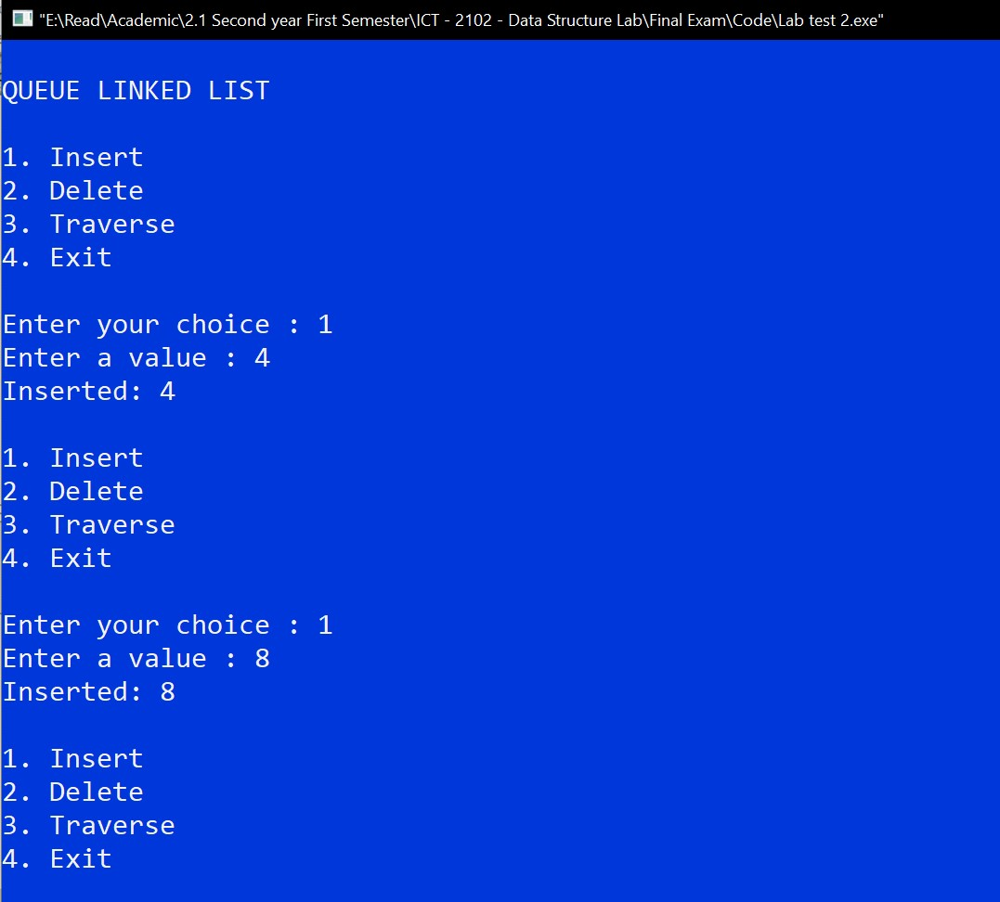 "E:\Read\Academic\2.1 Second year First Semester\ICT - 2102 - Data Structure Lab\Final Exam\Code\Lab test 2.exe"
QUEUE LINKED LIST
1. Insert
2. Delete
3. Traverse
4. Exit
Enter your choice : 1
Enter a value : 4
Inserted: 4
1. Insert
2. Delete
3. Traverse
4. Exit
Enter your choice : 1
Enter a value : 8
Inserted: 8
1. Insert
2. Delete
3. Traverse
4. Exit